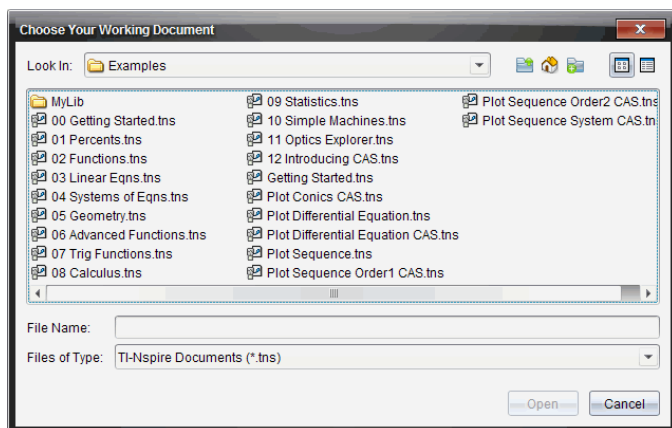 Choose Your Working Document
Look In: Examples
MyLib
00 Getting Started.tns
01 Percents.tns
02 Functions.tns
03 Linear Eqns.tns
04 Systems of Eqns.tns
05 Geometry.tns
06 Advanced Functions.tns
07 Trig Functions.tns
08 Calculus.tns
09 Statistics.tns
10 Simple Machines.tns
11 Optics Explorer.tns
12 Introducing CAS.tns
Getting Started.tns
Plot Conics CAS.tns
Plot Differential Equation.tns
Plot Differential Equation CAS.tns
Plot Sequence.tns
Plot Sequence Order1 CAS.tns
Plot Sequence Order2 CAS.tns
Plot Sequence System CAS.tn
File Name:
Files of Type: TI-Nspire Documents (*.tns)
Open Cancel